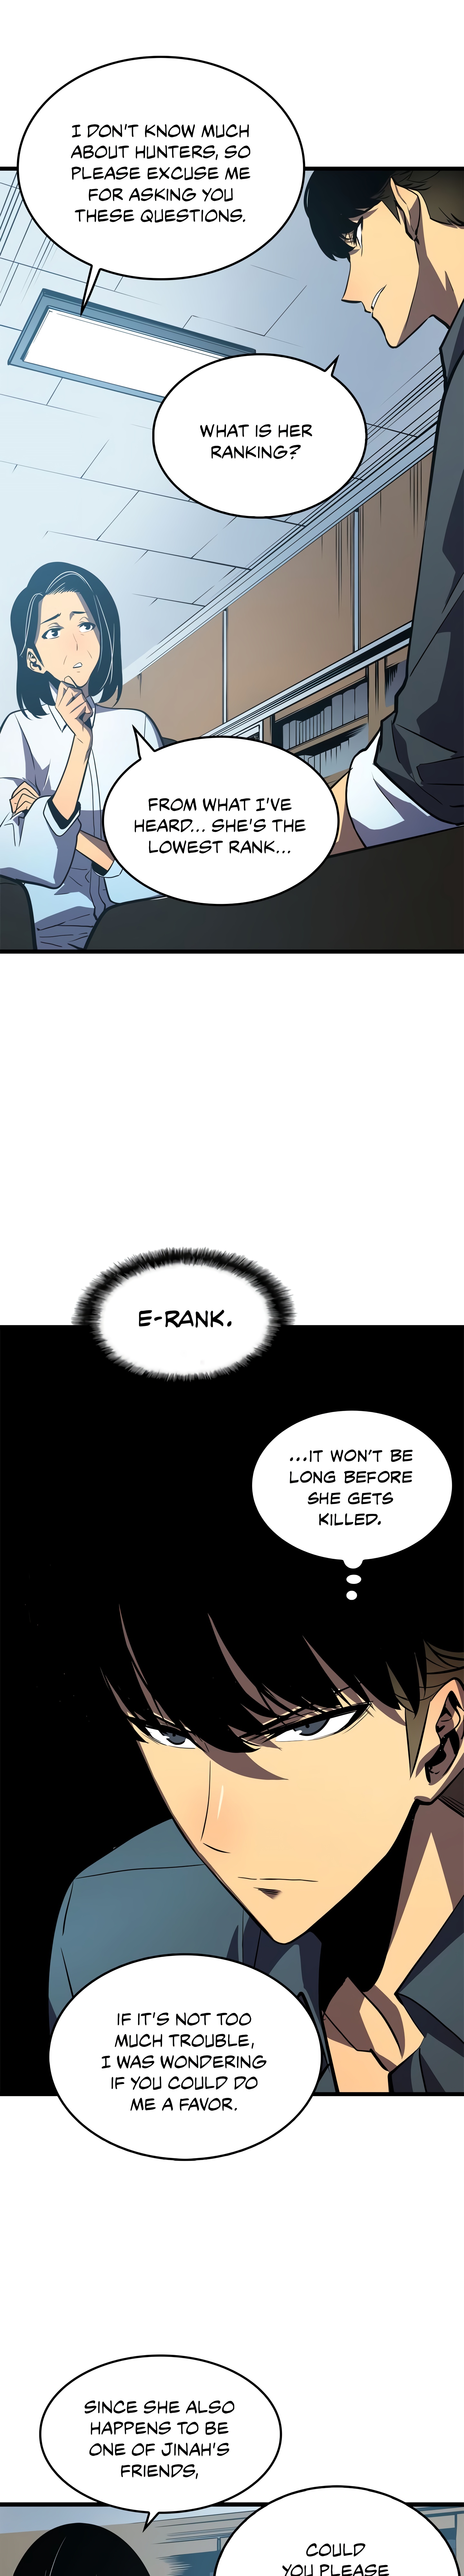 I DON'T KNOW MUCH
ABOUT HUNTERS, SO
PLEASE EXCUSE ME
FOR ASKING YOU
THESE QUESTIONS.
WHAT IS HER
RANKING?
FROM WHAT I'VE
HEARD... SHE'S THE
LOWEST RANK...
E-RANK.
...IT WON'T BE
LONG BEFORE
SHE GETS
KILLED.
IF IT'S NOT TOO
MUCH TROUBLE,
I WAS WONDERING
IF YOU COULD DO
ME A FAVOR.
SINCE SHE ALSO
HAPPENS TO BE
ONE OF JINAH'S
FRIENDS,
COULD
YOU PLEASE